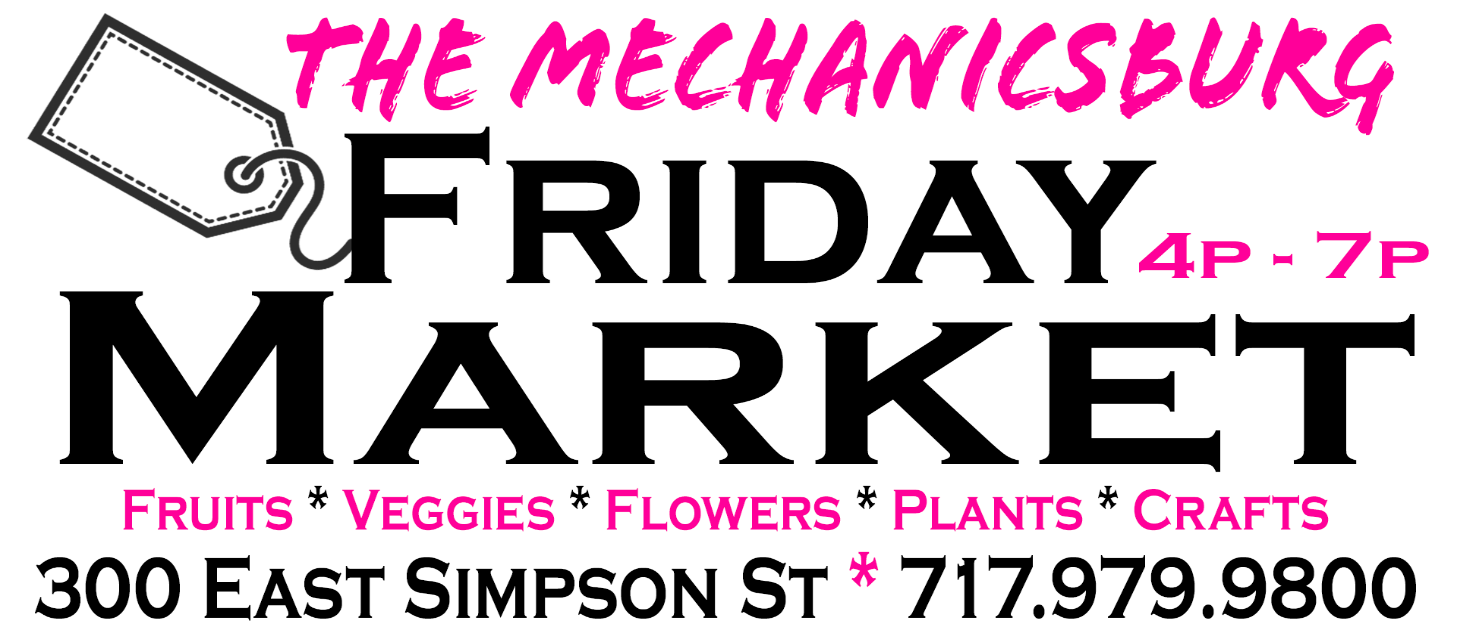 THE MECHANICSBURG
FRIDAY 4P - 7P
MARKET
FRUITS * VEGGIES * FLOWERS * PLANTS * CRAFTS
300 EAST SIMPSON ST * 717.979.9800